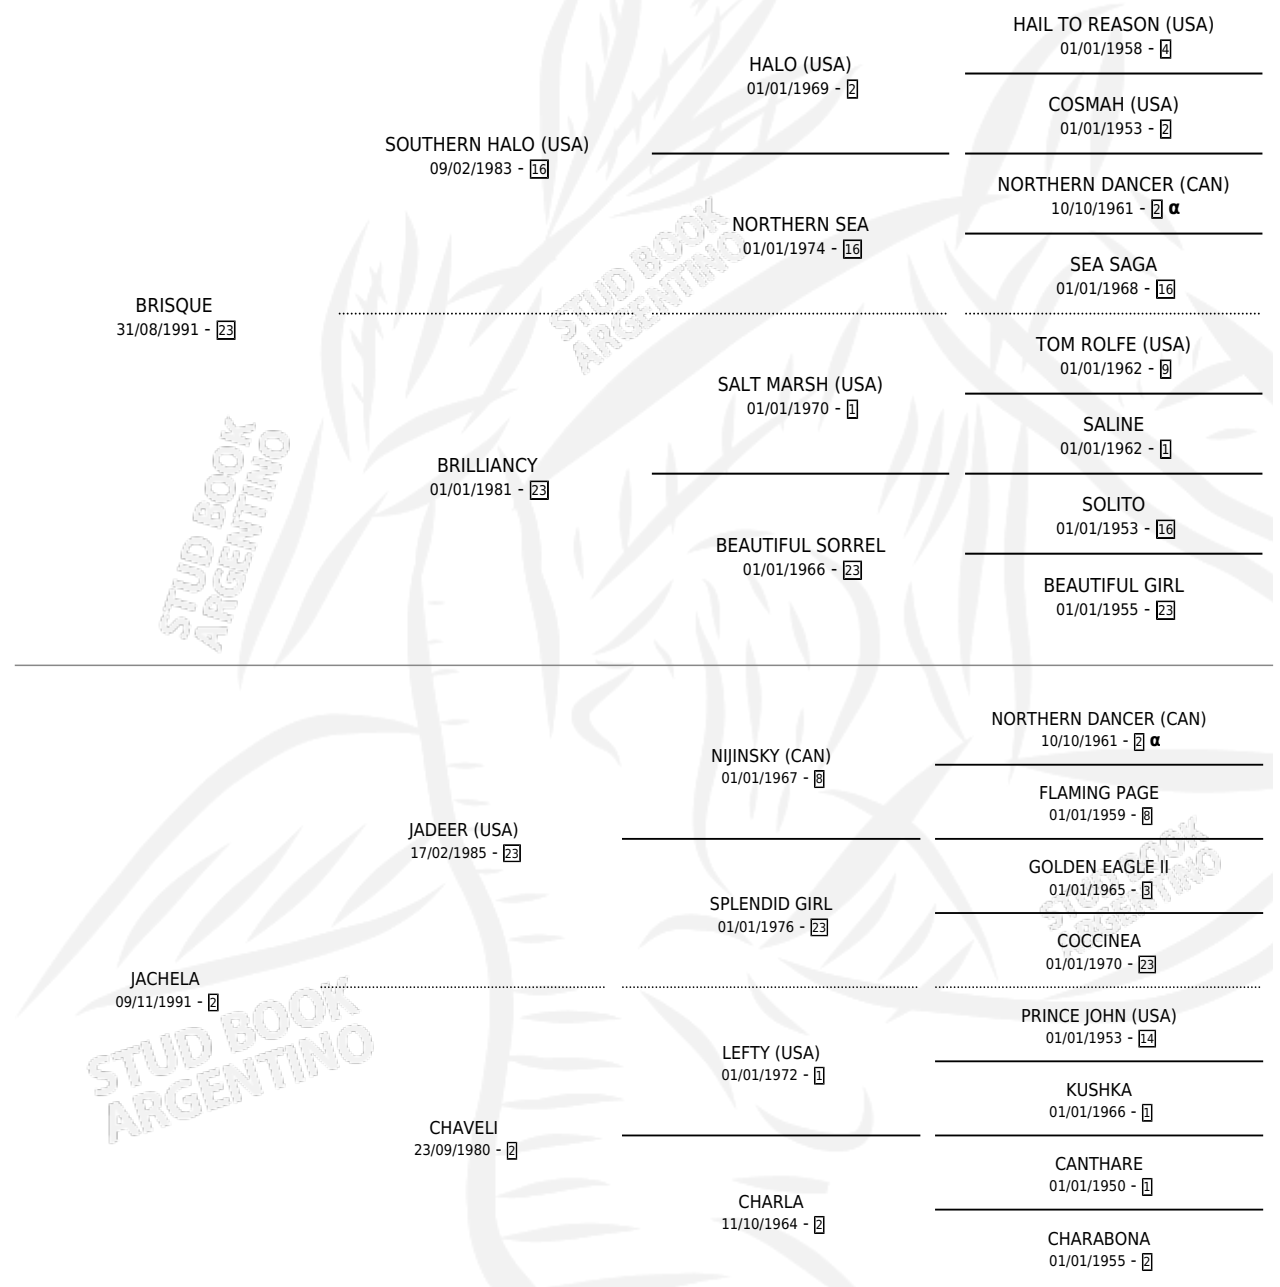 HAIL TO REASON (USA)
01/01/1958 - 4
HALO (USA)
01/01/1969 - 2
COSMAH (USA)
01/01/1953 - 2
SOUTHERN HALO (USA)
09/02/1983 - 16
NORTHERN DANCER (CAN)
10/10/1961 - 2 α
NORTHERN SEA
01/01/1974 - 16
SEA SAGA
01/01/1968 - 16
BRISQUE
31/08/1991 - 23
TOM ROLFE (USA)
01/01/1962 - 9
SALT MARSH (USA)
01/01/1970 - 1
SALINE
01/01/1962 - 1
BRILLIANCY
01/01/1981 - 23
SOLITO
01/01/1953 - 16
BEAUTIFUL SORREL
01/01/1966 - 23
BEAUTIFUL GIRL
01/01/1955 - 23
NORTHERN DANCER (CAN)
10/10/1961 - 2 α
NIJINSKY (CAN)
01/01/1967 - 8
FLAMING PAGE
01/01/1959 - 8
JADEER (USA)
17/02/1985 - 23
GOLDEN EAGLE II
01/01/1965 - 3
SPLENDID GIRL
01/01/1976 - 23
COCCINEA
01/01/1970 - 23
JACHELA
09/11/1991 - 2
PRINCE JOHN (USA)
01/01/1953 - 14
LEFTY (USA)
01/01/1972 - 1
KUSHKA
01/01/1966 - 1
CHAVELI
23/09/1980 - 2
CANTHARE
01/01/1950 - 1
CHARLA
11/10/1964 - 2
CHARABONA
01/01/1955 - 2
STUD BOOK
ARGENTINO
STUD BOOK
ARGENTINO
STUD BOOK
ARGENTINO
STUD BOOK
ARGENTINO